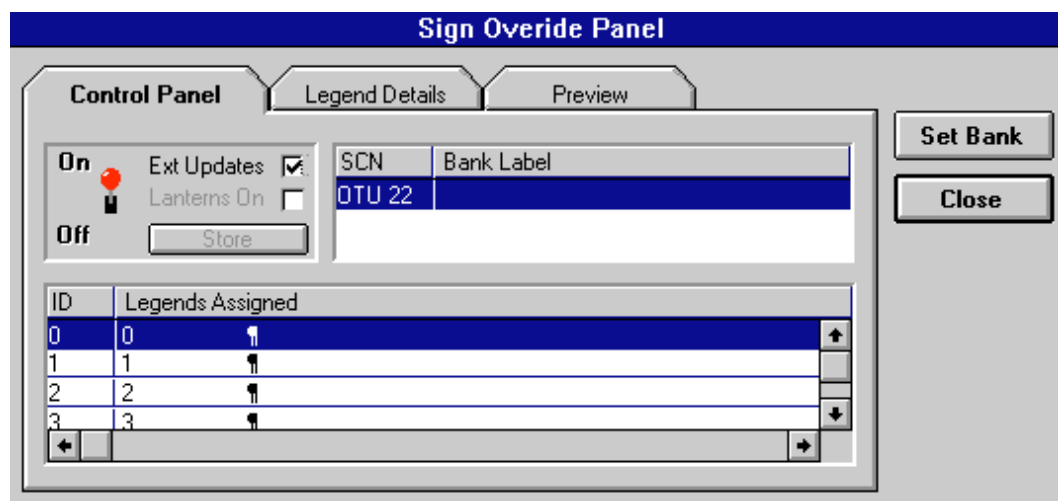 Sign Overide Panel
Control Panel
Legend Details
Preview
Set Bank
Close
On
Ext Updates
Lanterns On
Off
Store
SCN Bank Label
OTU 22
ID Legends Assigned
0 0 ¶
1 1 ¶
2 2 ¶
3 3 ¶